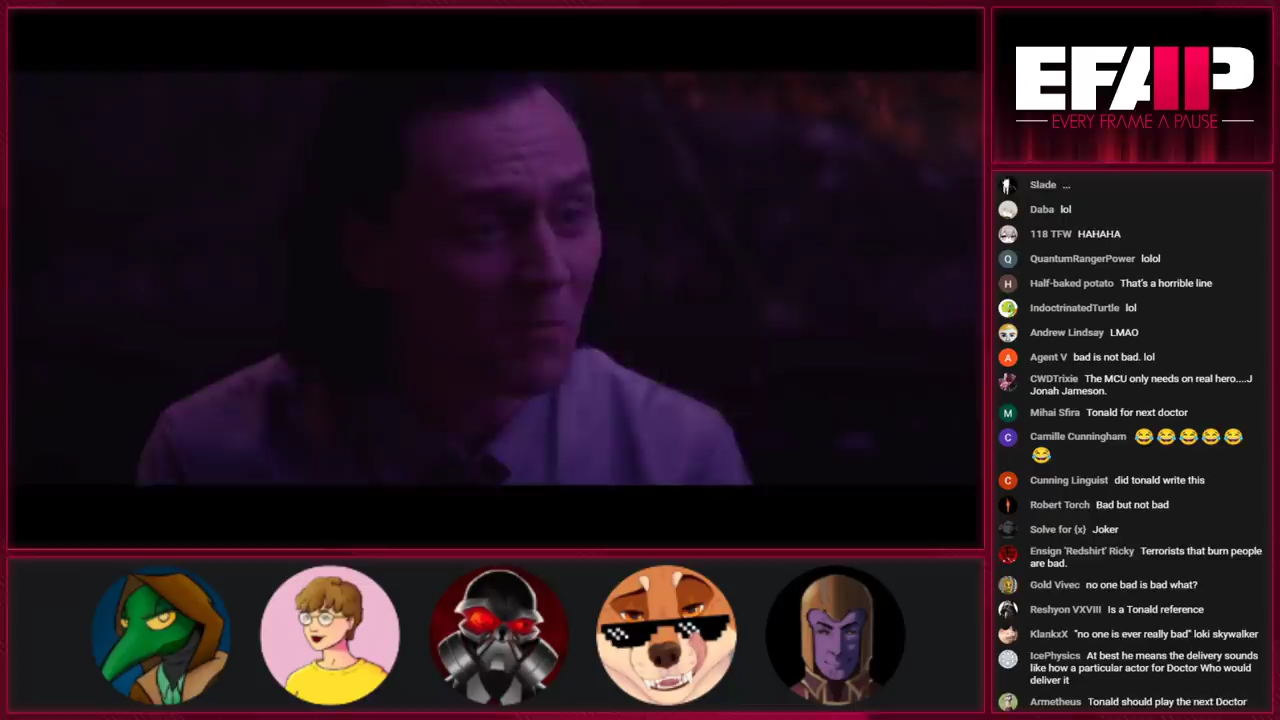 EFAP
EVERY FRAME A PAUSE
Slade ...
Daba lol
118 TFW HAHAHA
Q QuantumRangerPower lolol
H Half-baked potato That's a horrible line
IndoctrinatedTurtle lol
Andrew Lindsay LMAO
A Agent V bad is not bad. lol
CWDTrixie The MCU only needs on real hero....J
Jonah Jameson.
M Mihai Sfira Tonald for next doctor
C Camille Cunningham 😂😂😂😂😂
😂
C Cunning Linguist did tonald write this
Robert Torch Bad but not bad
Solve for {x} Joker
Ensign 'Redshirt' Ricky Terrorists that burn people
are bad.
Gold Vivec no one bad is bad what?
Reshyon VXVIII Is a Tonald reference
KlankxX "no one is ever really bad" loki skywalker
IcePhysics At best he means the delivery sounds
like how a particular actor for Doctor Who would
deliver it
Armetheus Tonald should play the next Doctor